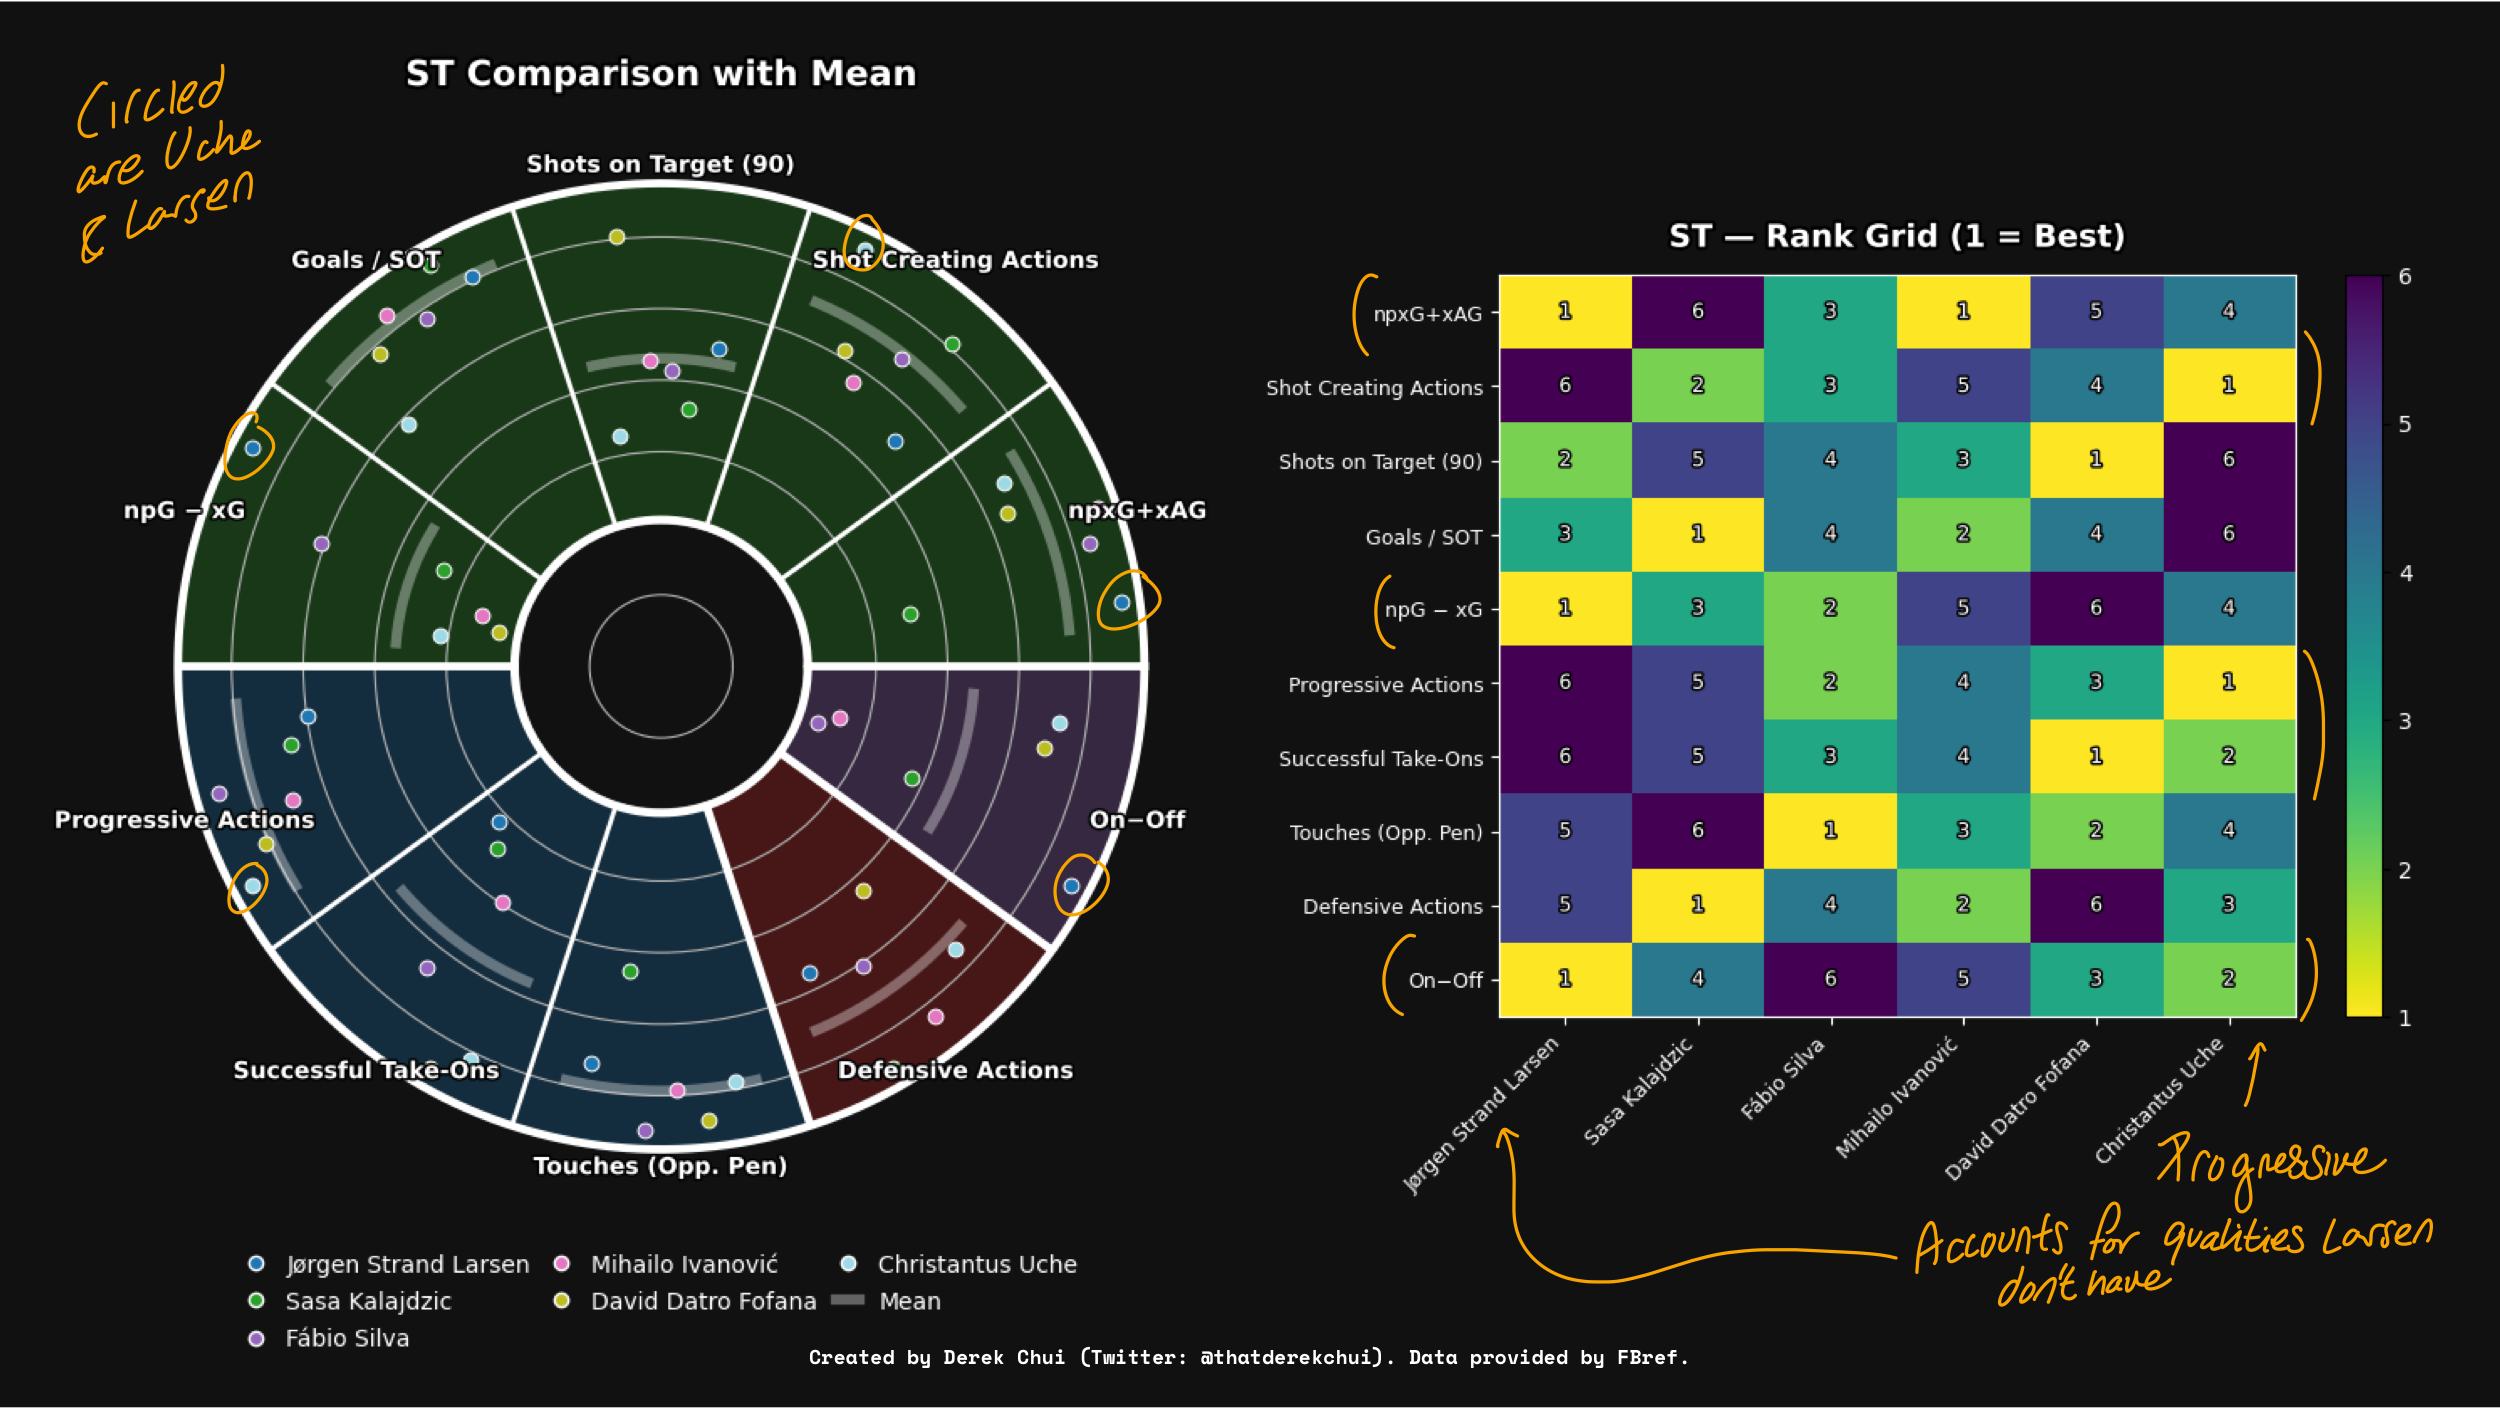 Circled
are Uche
& Larsen
ST Comparison with Mean
Shots on Target (90)
Goals / SOT
Shot Creating Actions
npG − xG
npxG+xAG
Progressive Actions
On−Off
Successful Take-Ons
Defensive Actions
Touches (Opp. Pen)
Jørgen Strand Larsen
Sasa Kalajdzic
Fábio Silva
Mihailo Ivanović
David Datro Fofana
Christantus Uche
Mean
ST — Rank Grid (1 = Best)
npxG+xAG 1 6 3 1 5 4
Shot Creating Actions 6 2 3 5 4 1
Shots on Target (90) 2 5 4 3 1 6
Goals / SOT 3 1 4 2 4 6
npG − xG 1 3 2 5 6 4
Progressive Actions 6 5 2 4 3 1
Successful Take-Ons 6 5 3 4 1 2
Touches (Opp. Pen) 5 6 1 3 2 4
Defensive Actions 5 1 4 2 6 3
On−Off 1 4 6 5 3 2
Jørgen Strand Larsen
Sasa Kalajdzic
Fábio Silva
Mihailo Ivanović
David Datro Fofana
Christantus Uche
6
5
4
3
2
1
Progressive
Accounts for qualities Larsen
don't have
Created by Derek Chui (Twitter: @thatderekchui). Data provided by FBref.